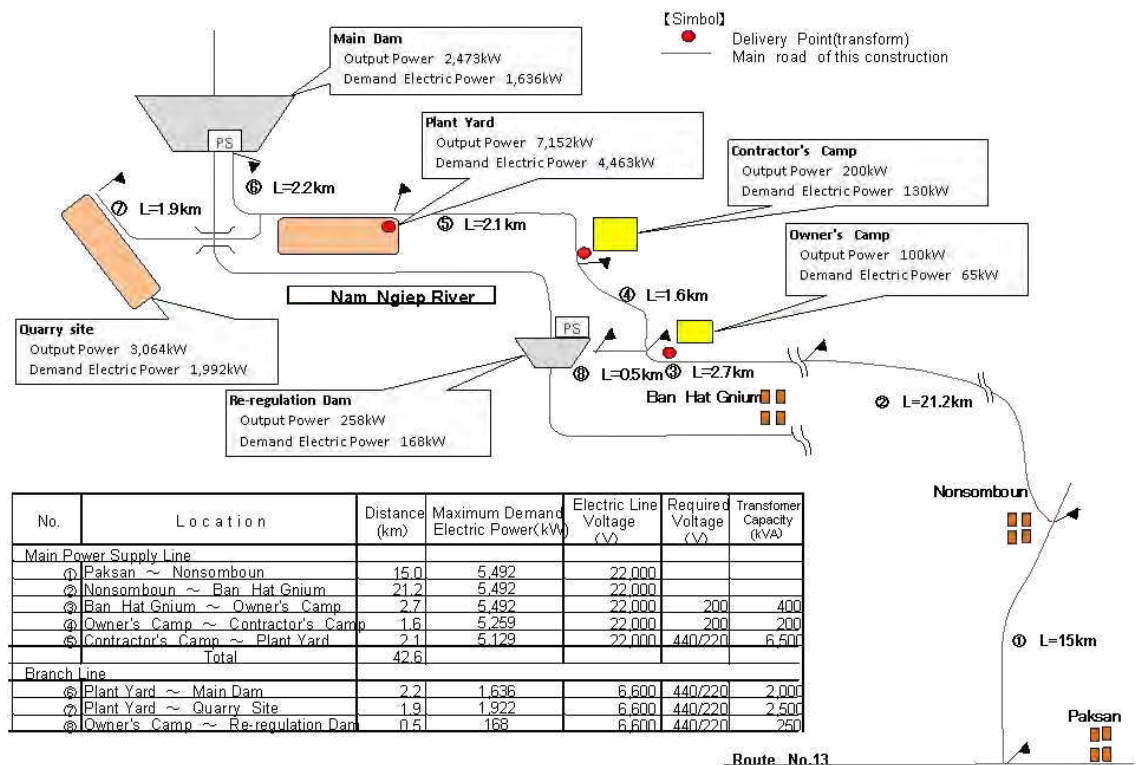 【Simbol】
Delivery Point(transform)
Main road of this construction
Main Dam
Output Power 2,473kW
Demand Electric Power 1,636kW
PS
Plant Yard
Output Power 7,152kW
Demand Electric Power 4,463kW
Contractor's Camp
Output Power 200kW
Demand Electric Power 130kW
⑥ L=2.2km
⑦ L=1.9km
⑤ L=2.1km
Owner's Camp
Output Power 100kW
Demand Electric Power 65kW
Nam Ngiep River
④ L=1.6km
Quarry site
Output Power 3,064kW
Demand Electric Power 1,992kW
PS
⑧ L=0.5km
③ L=2.7km
Ban Hat Gnium
② L=21.2km
Re-regulation Dam
Output Power 258kW
Demand Electric Power 168kW
Nonsomboun
① L=15km
Paksan
Route No.13
No. Location Distance (km) Maximum Demand Electric Power(kW) Electric Line Voltage (V) Required Voltage (V) Transfomer Capacity (kVA)
Main Power Supply Line
① Paksan ～ Nonsomboun 15.0 5,492 22,000
② Nonsomboun ～ Ban Hat Gnium 21.2 5,492 22,000
③ Ban Hat Gnium ～ Owner's Camp 2.7 5,492 22,000 200 400
④ Owner's Camp ～ Contractor's Camp 1.6 5,259 22,000 200 200
⑤ Contractor's Camp ～ Plant Yard 2.1 5,129 22,000 440/220 6,500
Total 42.6
Branch Line
⑥ Plant Yard ～ Main Dam 2.2 1,636 6,600 440/220 2,000
⑦ Plant Yard ～ Quarry Site 1.9 1,922 6,600 440/220 2,500
⑧ Owner's Camp ～ Re-regulation Dam 0.5 168 6,600 440/220 250